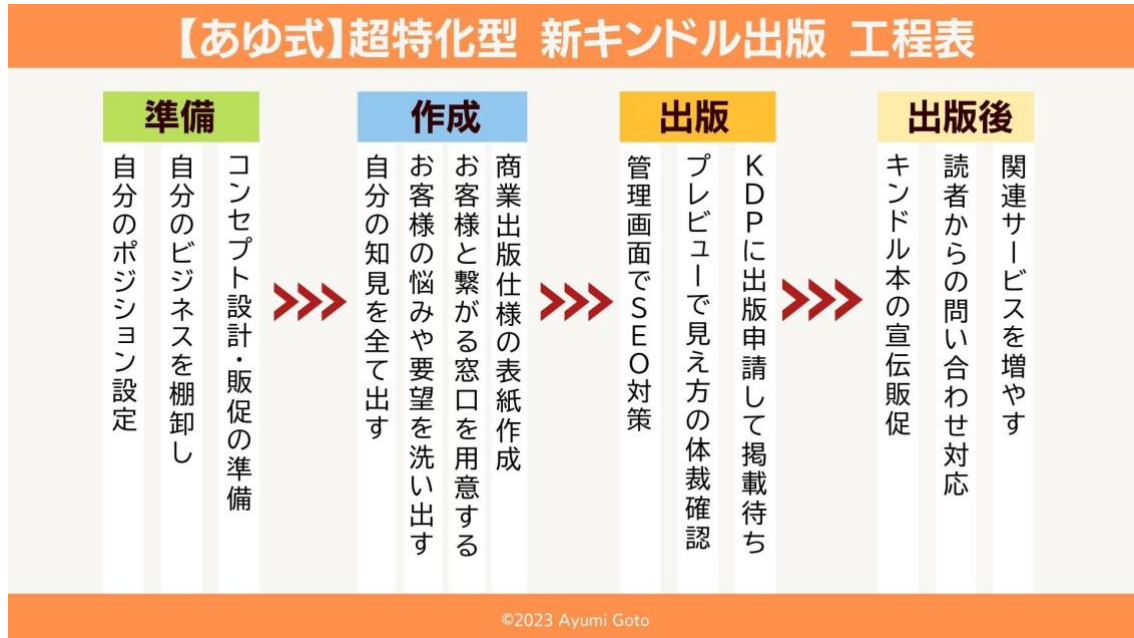 【あゆ式】超特化型 新キンドル出版 工程表
準備
自分のポジション設定
自分のビジネスを棚卸し
コンセプト設計・販促の準備
作成
自分の知見を全て出す
お客様の悩みや要望を洗い出す
お客様と繋がる窓口を用意する
商業出版仕様の表紙作成
出版
管理画面でSEO対策
プレビューで見え方の体裁確認
KDPに出版申請して掲載待ち
出版後
キンドル本の宣伝販促
読者からの問い合わせ対応
関連サービスを増やす
©2023 Ayumi Goto